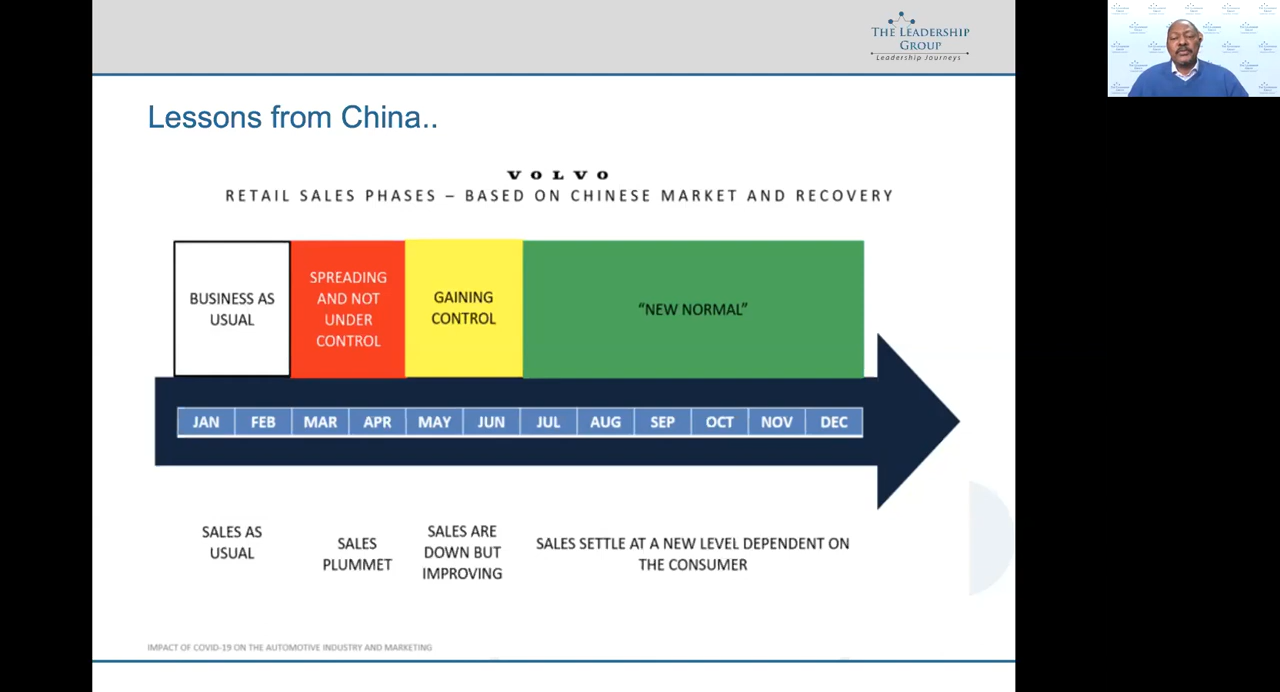 THE LEADERSHIP
GROUP
Leadership Journeys
Lessons from China..
VOLVO
RETAIL SALES PHASES – BASED ON CHINESE MARKET AND RECOVERY
BUSINESS AS
USUAL
SPREADING
AND NOT
UNDER
CONTROL
GAINING
CONTROL
“NEW NORMAL”
JAN FEB MAR APR MAY JUN JUL AUG SEP OCT NOV DEC
SALES AS
USUAL
SALES
PLUMMET
SALES ARE
DOWN BUT
IMPROVING
SALES SETTLE AT A NEW LEVEL DEPENDENT ON
THE CONSUMER
IMPACT OF COVID-19 ON THE AUTOMOTIVE INDUSTRY AND MARKETING